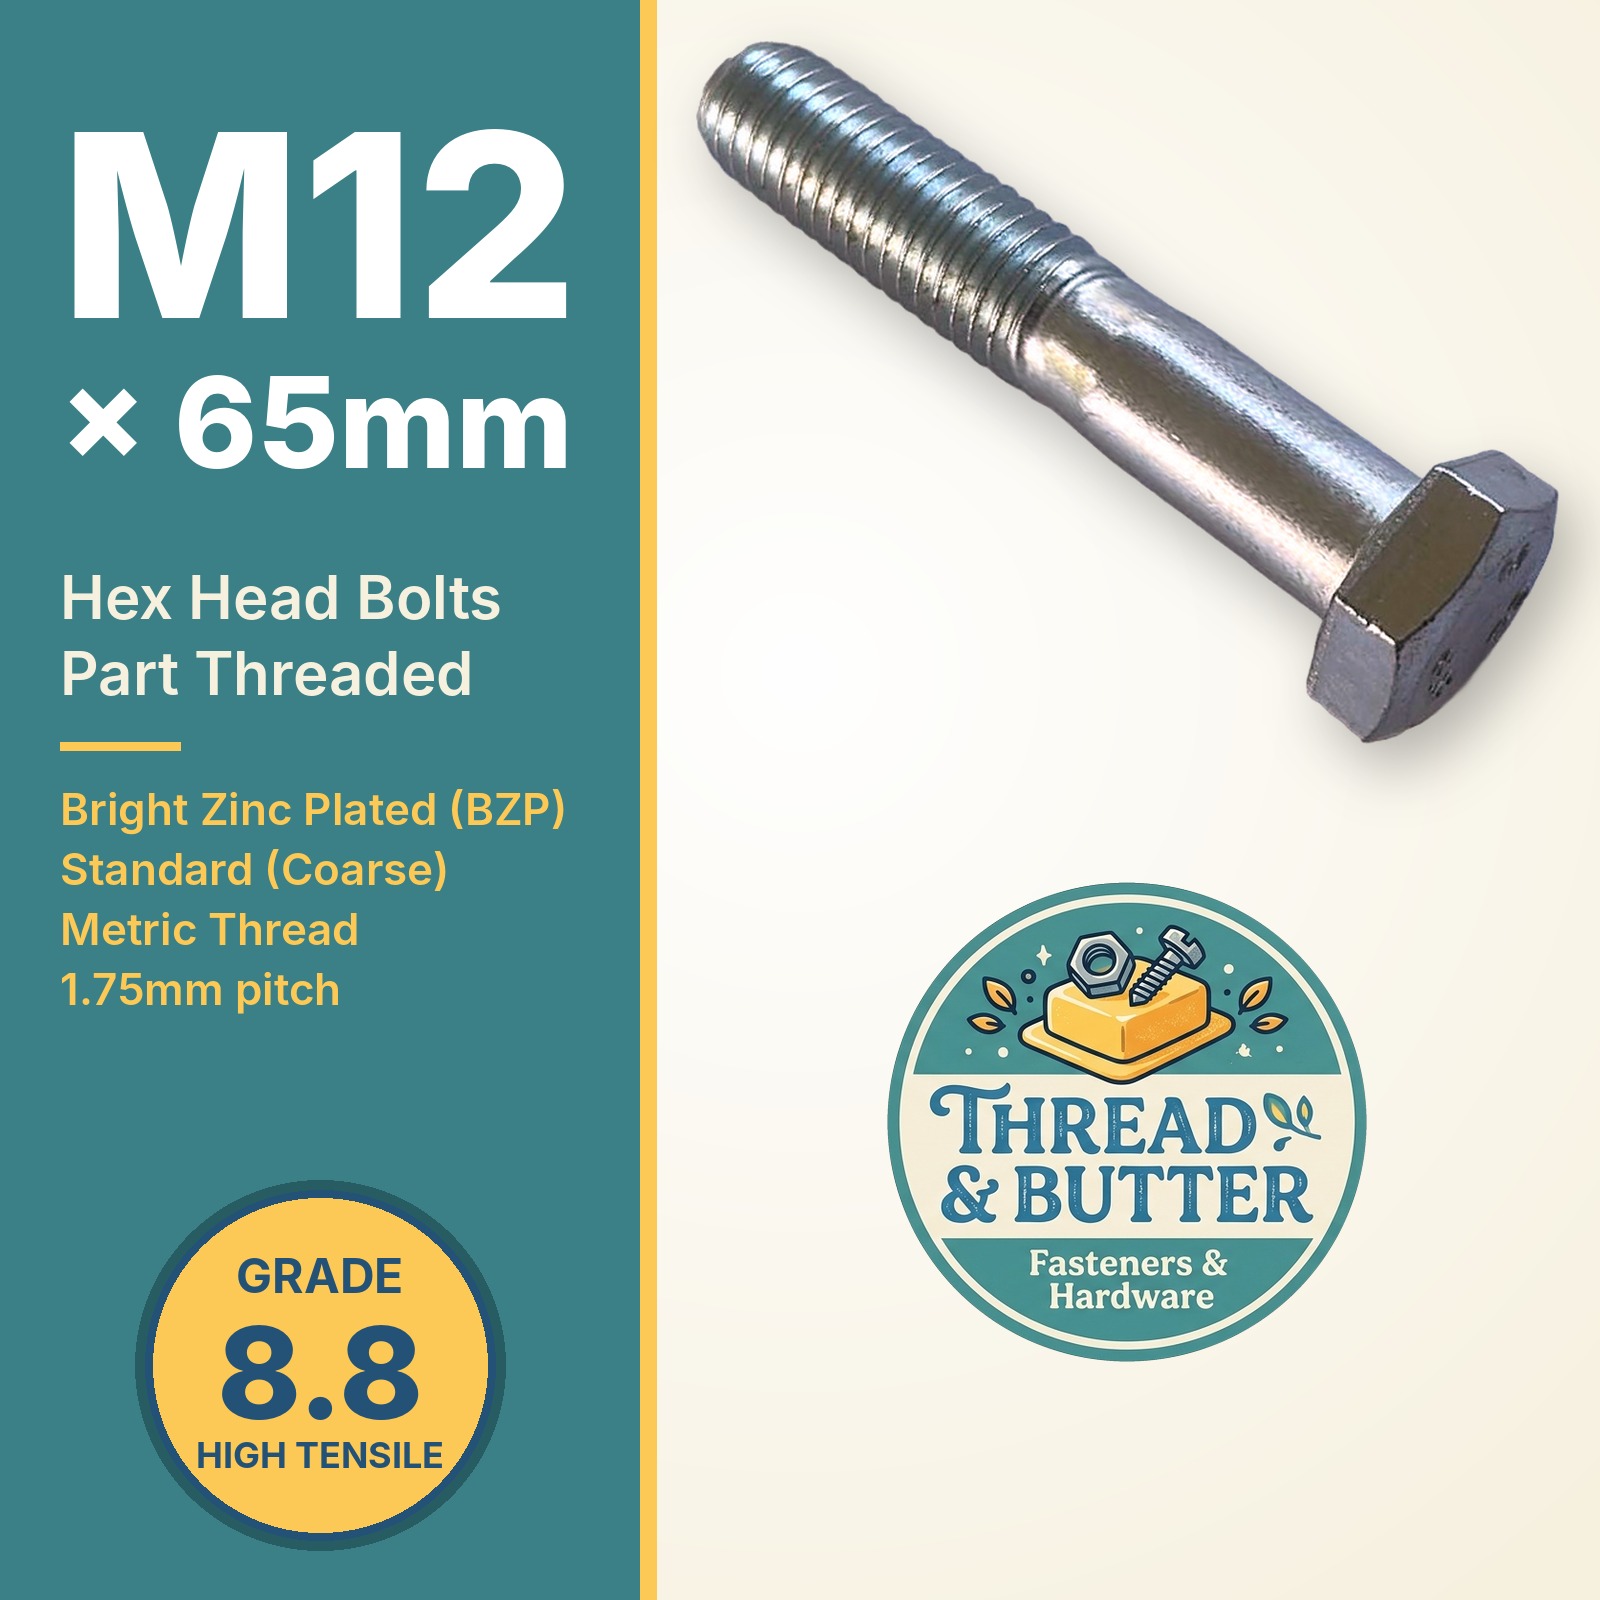 M12
× 65mm
Hex Head Bolts
Part Threaded
Bright Zinc Plated (BZP)
Standard (Coarse)
Metric Thread
1.75mm pitch
GRADE
8.8
HIGH TENSILE
THREAD
& BUTTER
Fasteners &
Hardware